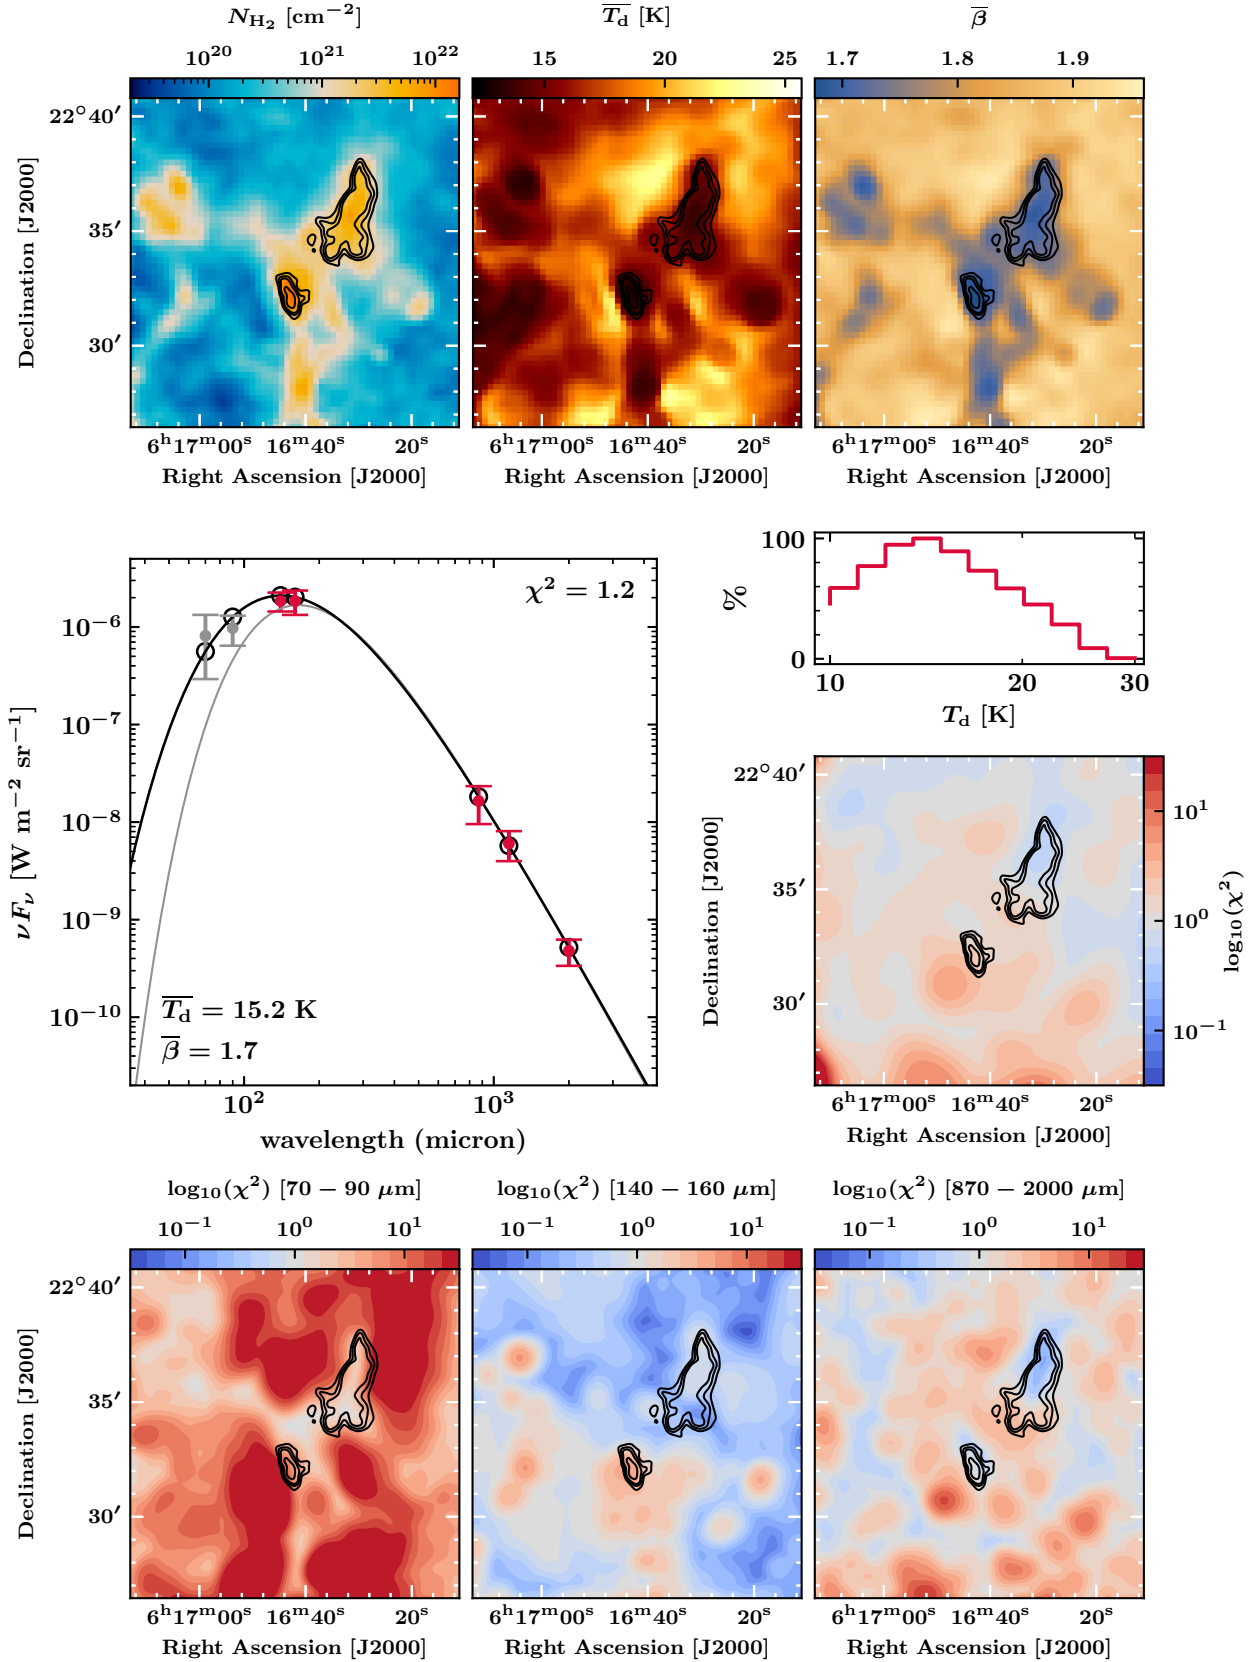 N_H₂ [cm⁻²] T̅_d [K] β̅
10²⁰ 10²¹ 10²² 15 20 25 1.7 1.8 1.9
22°40′
35′
30′
Declination [J2000]
6ʰ17ᵐ00ˢ 16ᵐ40ˢ 20ˢ 6ʰ17ᵐ00ˢ 16ᵐ40ˢ 20ˢ 6ʰ17ᵐ00ˢ 16ᵐ40ˢ 20ˢ
Right Ascension [J2000] Right Ascension [J2000] Right Ascension [J2000]
χ² = 1.2
10⁻⁶
10⁻⁷
10⁻⁸
10⁻⁹
10⁻¹⁰
νF_ν [W m⁻² sr⁻¹]
T̅_d = 15.2 K
β̅ = 1.7
10² 10³
wavelength (micron)
100
0
%
10 20 30
T_d [K]
22°40′
35′
30′
Declination [J2000]
10¹
10⁰
10⁻¹
log₁₀(χ²)
6ʰ17ᵐ00ˢ 16ᵐ40ˢ 20ˢ
Right Ascension [J2000]
log₁₀(χ²) [70 − 90 μm] log₁₀(χ²) [140 − 160 μm] log₁₀(χ²) [870 − 2000 μm]
10⁻¹ 10⁰ 10¹ 10⁻¹ 10⁰ 10¹ 10⁻¹ 10⁰ 10¹
22°40′
35′
30′
Declination [J2000]
6ʰ17ᵐ00ˢ 16ᵐ40ˢ 20ˢ 6ʰ17ᵐ00ˢ 16ᵐ40ˢ 20ˢ 6ʰ17ᵐ00ˢ 16ᵐ40ˢ 20ˢ
Right Ascension [J2000] Right Ascension [J2000] Right Ascension [J2000]